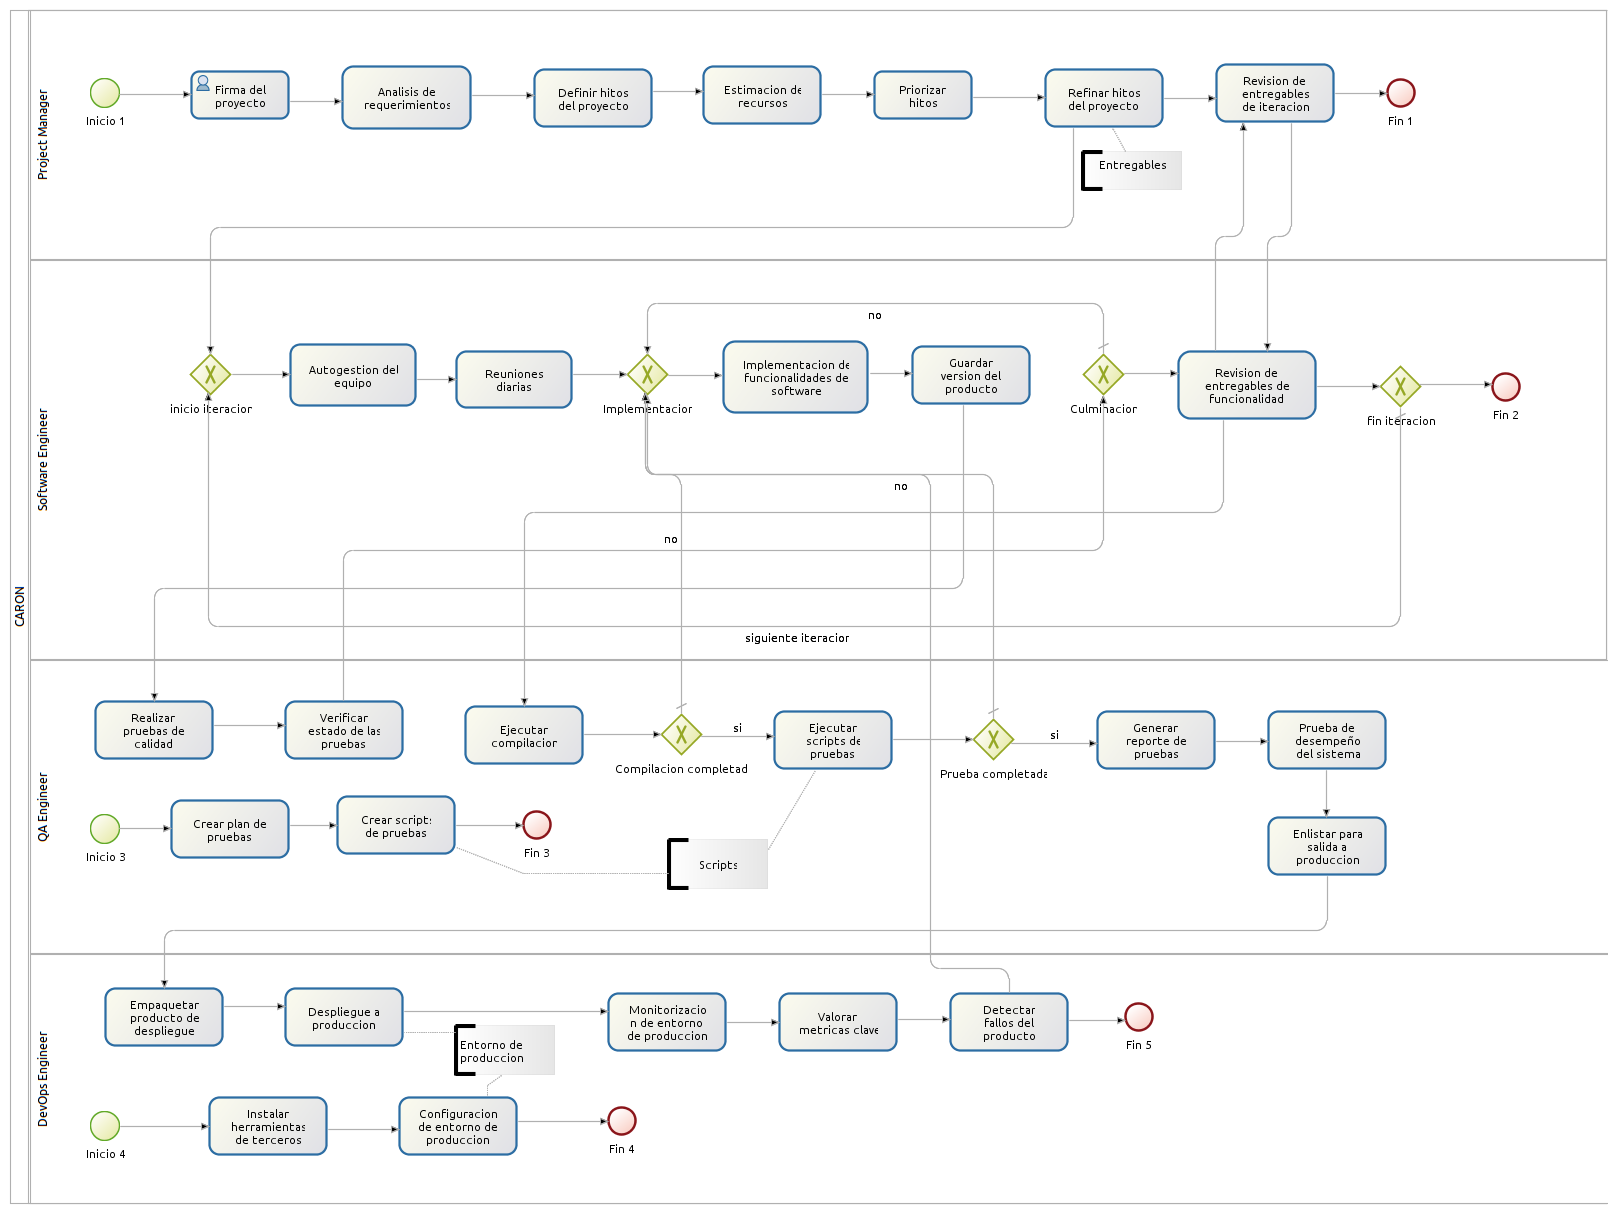 CARON
Project Manager
Inicio 1
Firma del
proyecto
Analisis de
requerimientos
Definir hitos
del proyecto
Estimacion de
recursos
Priorizar
hitos
Refinar hitos
del proyecto
Entregables
Revision de
entregables
de iteracion
Fin 1
Software Engineer
inicio iteracior
Autogestion del
equipo
Reuniones
diarias
Implementacior
Implementacion de
funcionalidades de
software
Guardar
version del
producto
no
Culminacior
Revision de
entregables de
funcionalidad
fin iteracion
Fin 2
no
no
siguiente iteracior
QA Engineer
Realizar
pruebas de
calidad
Verificar
estado de las
pruebas
Ejecutar
compilacior
Compilacion completad
si
Ejecutar
scripts de
pruebas
Prueba completada
si
Generar
reporte de
pruebas
Prueba de
desempeño
del sistema
Enlistar para
salida a
produccion
Inicio 3
Crear plan de
pruebas
Crear scripts
de pruebas
Fin 3
Scripts
DevOps Engineer
Empaquetar
producto de
despliegue
Despliegue a
produccion
Entorno de
produccion
Monitorizacio
n de entorno
de produccion
Valorar
metricas clave
Detectar
fallos del
producto
Fin 5
Inicio 4
Instalar
herramientas
de terceros
Configuracion
de entorno de
produccion
Fin 4